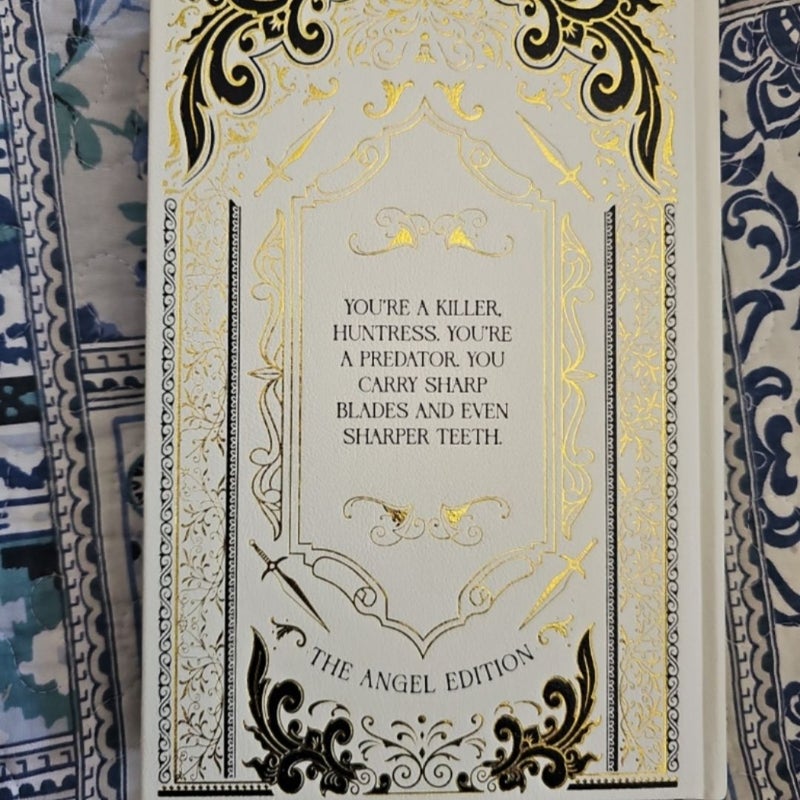 YOU'RE A KILLER,
HUNTRESS. YOU'RE
A PREDATOR. YOU
CARRY SHARP
BLADES AND EVEN
SHARPER TEETH.
THE ANGEL EDITION